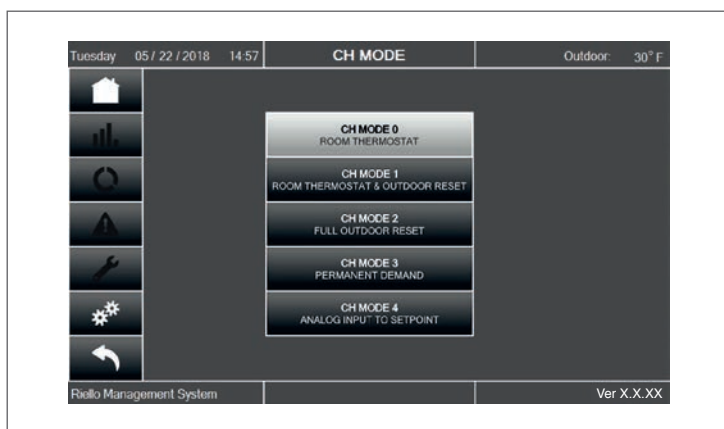 Tuesday 05 / 22 / 2018 14:57 CH MODE Outdoor: 30° F
CH MODE 0
ROOM THERMOSTAT
CH MODE 1
ROOM THERMOSTAT & OUTDOOR RESET
CH MODE 2
FULL OUTDOOR RESET
CH MODE 3
PERMANENT DEMAND
CH MODE 4
ANALOG INPUT TO SETPOINT
Riello Management System Ver X.X.XX